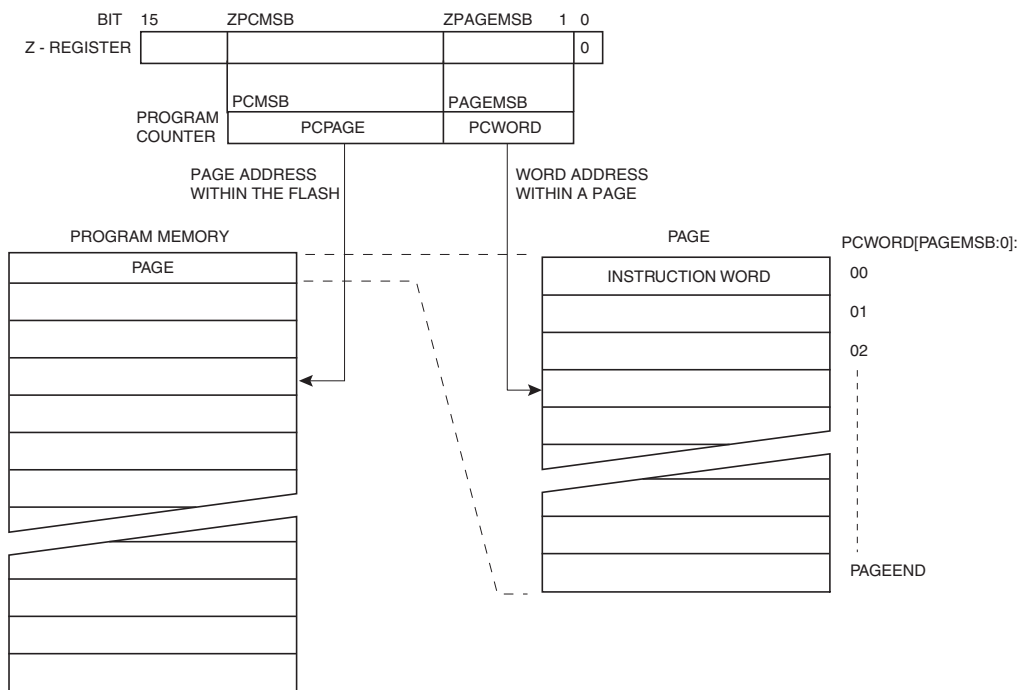 BIT 15 ZPCMSB ZPAGEMSB 1 0
Z - REGISTER 0
PCMSB PAGEMSB
PROGRAM
COUNTER
PCPAGE PCWORD
PAGE ADDRESS
WITHIN THE FLASH
WORD ADDRESS
WITHIN A PAGE
PROGRAM MEMORY
PAGE
PAGE
PCWORD[PAGEMSB:0]:
INSTRUCTION WORD 00
01
02
PAGEEND